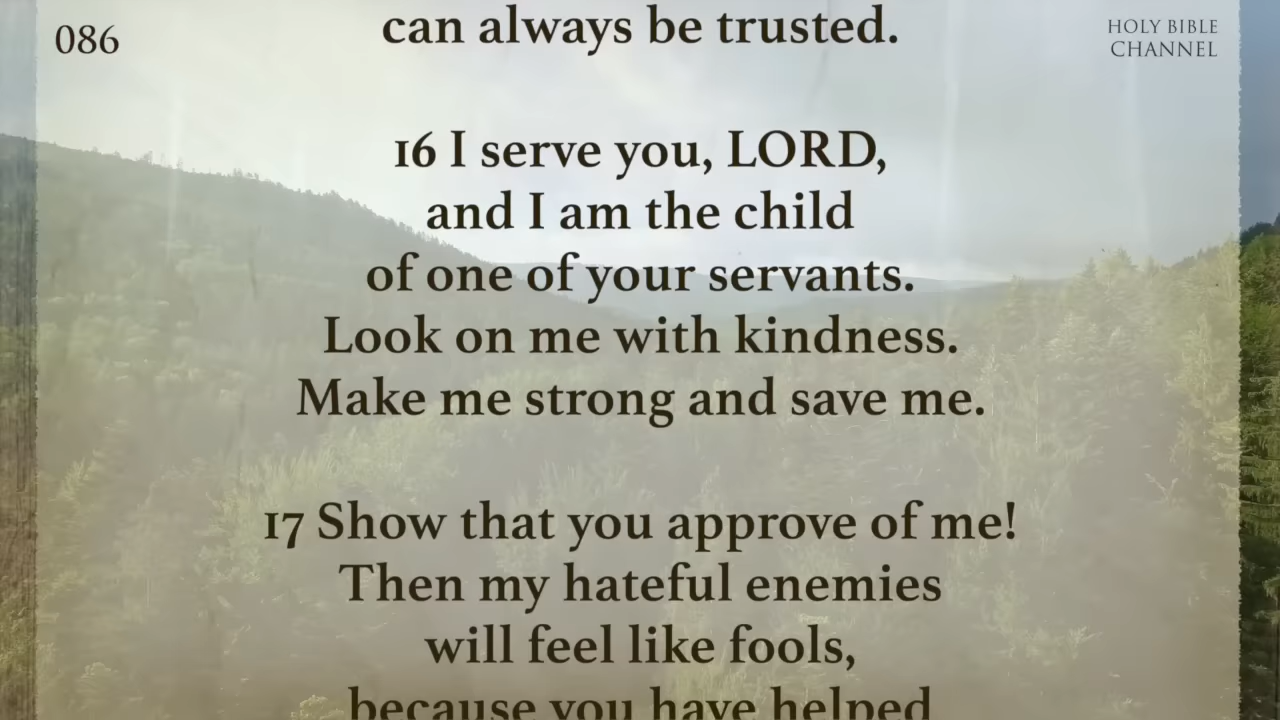 086
HOLY BIBLE
CHANNEL
can always be trusted.
16 I serve you, LORD,
and I am the child
of one of your servants.
Look on me with kindness.
Make me strong and save me.
17 Show that you approve of me!
Then my hateful enemies
will feel like fools,
because you have helped